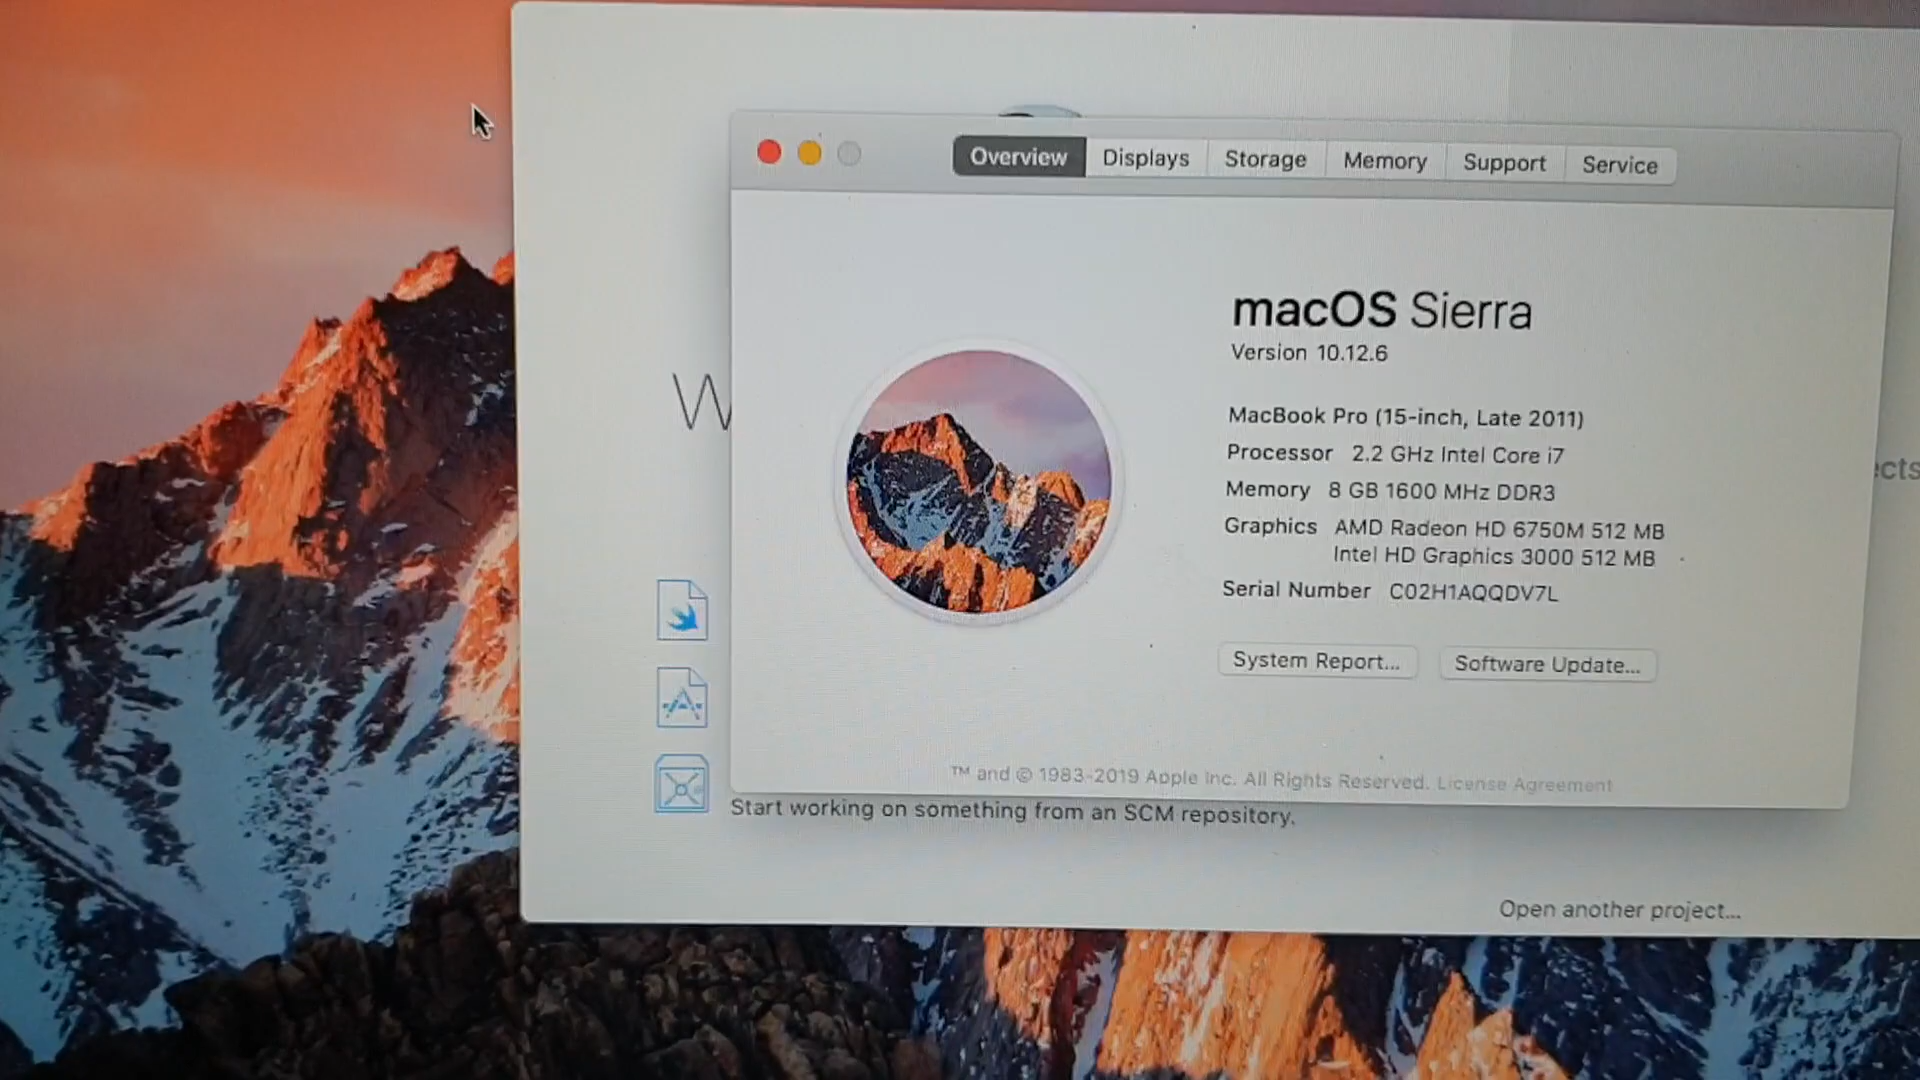 Overview Displays Storage Memory Support Service
macOS Sierra
Version 10.12.6
W
MacBook Pro (15-inch, Late 2011)
Processor 2.2 GHz Intel Core i7
ects
Memory 8 GB 1600 MHz DDR3
Graphics AMD Radeon HD 6750M 512 MB
Intel HD Graphics 3000 512 MB
Serial Number C02H1AQQDV7L
System Report... Software Update...
™ and © 1983-2019 Apple Inc. All Rights Reserved. License Agreement
Start working on something from an SCM repository.
Open another project...